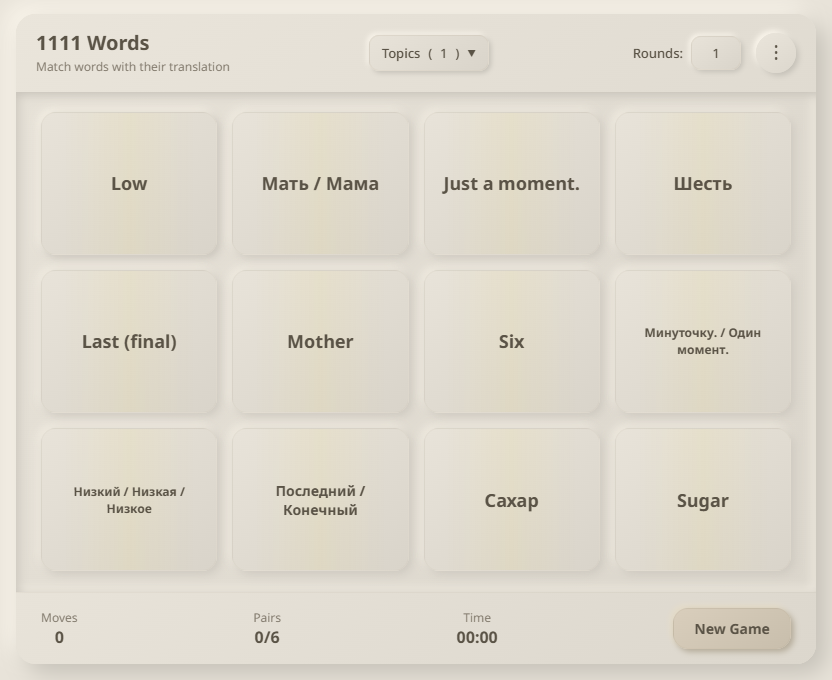 1111 Words
Match words with their translation
Topics ( 1 ) ▼
Rounds: 1 ⋮
Low
Мать / Мама
Just a moment.
Шесть
Last (final)
Mother
Six
Минуточку. / Один
момент.
Низкий / Низкая /
Низкое
Последний /
Конечный
Сахар
Sugar
Moves
0
Pairs
0/6
Time
00:00
New Game